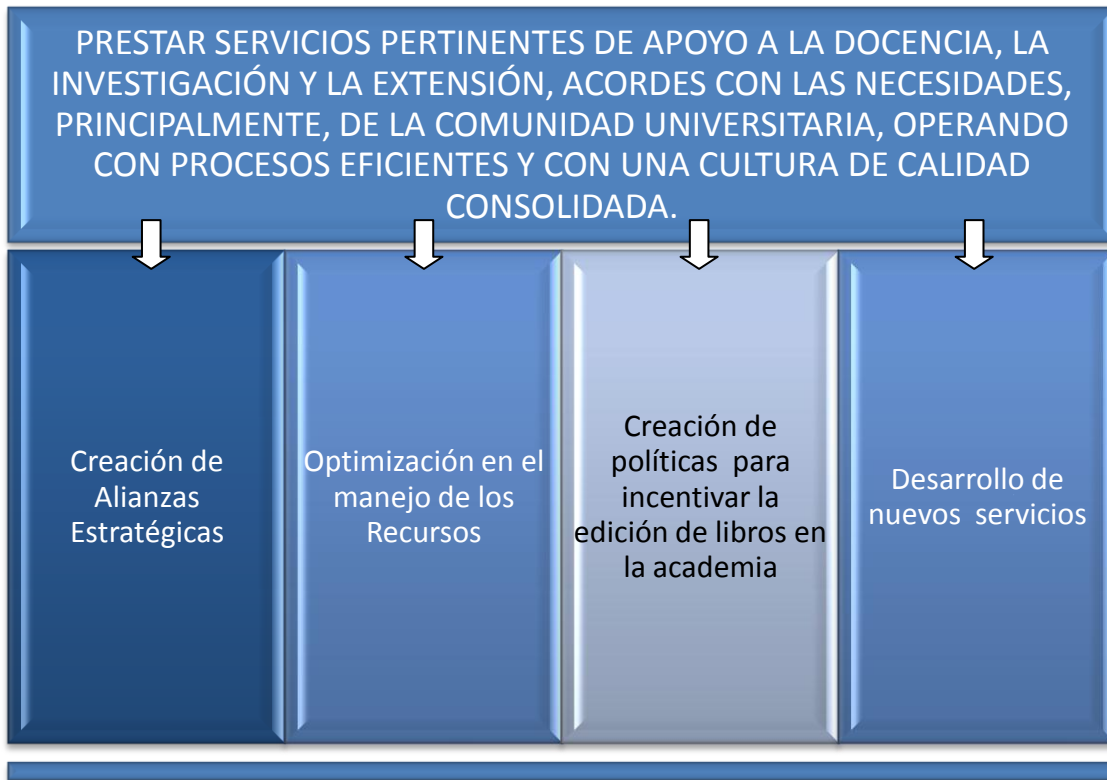 PRESTAR SERVICIOS PERTINENTES DE APOYO A LA DOCENCIA, LA
INVESTIGACIÓN Y LA EXTENSIÓN, ACORDES CON LAS NECESIDADES,
PRINCIPALMENTE, DE LA COMUNIDAD UNIVERSITARIA, OPERANDO
CON PROCESOS EFICIENTES Y CON UNA CULTURA DE CALIDAD
CONSOLIDADA.
Creación de
Alianzas
Estratégicas
Optimización en el
manejo de los
Recursos
Creación de
políticas para
incentivar la
edición de libros en
la academia
Desarrollo de
nuevos servicios